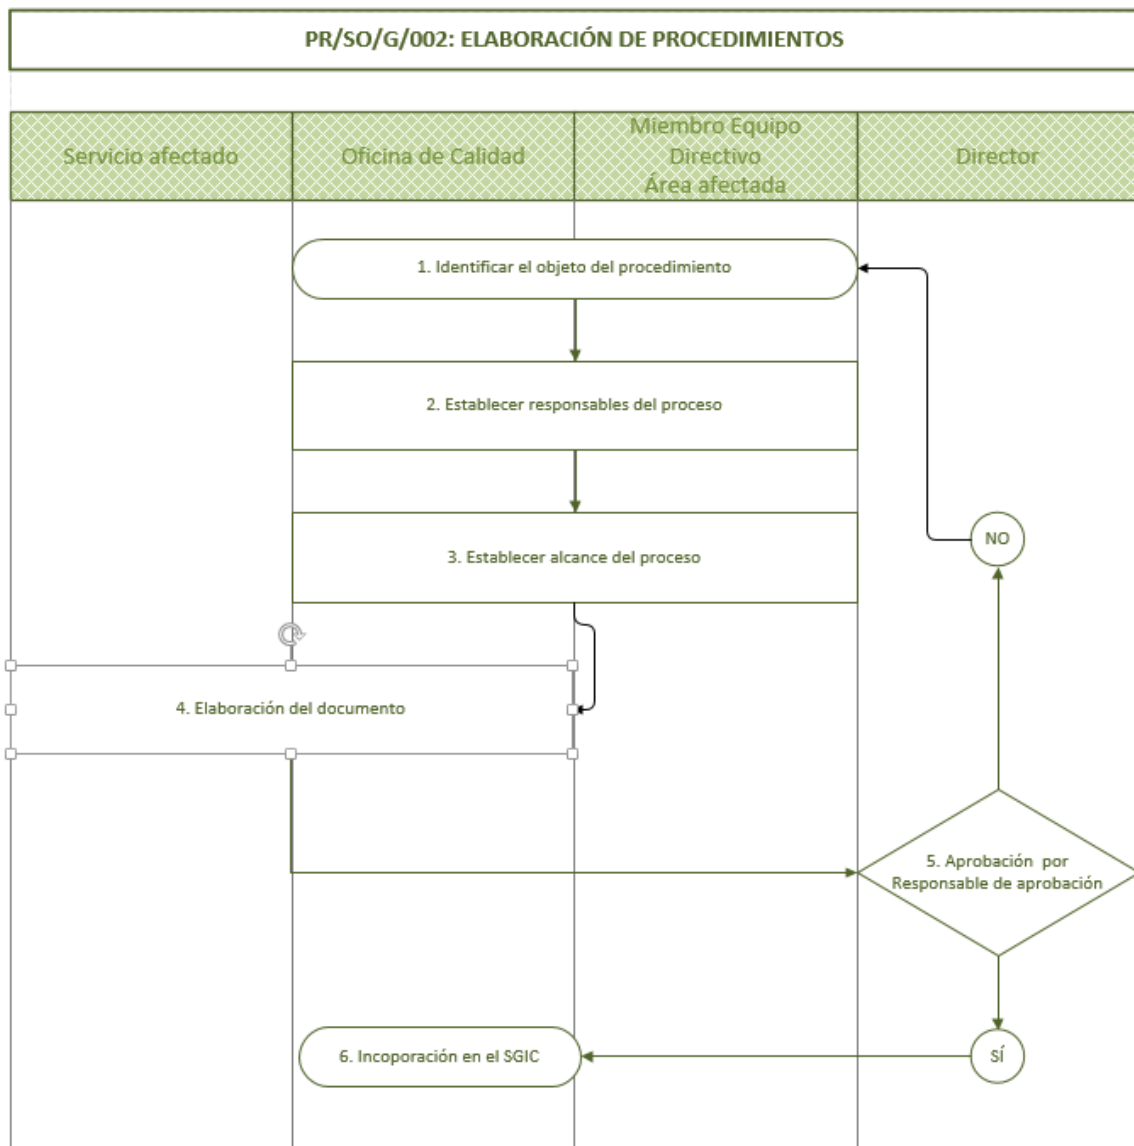 PR/SO/G/002: ELABORACIÓN DE PROCEDIMIENTOS
Servicio afectado
Oficina de Calidad
Miembro Equipo
Directivo
Área afectada
Director
1. Identificar el objeto del procedimiento
2. Establecer responsables del proceso
3. Establecer alcance del proceso
NO
4. Elaboración del documento
5. Aprobación por
Responsable de aprobación
6. Incoporación en el SGIC
SÍ